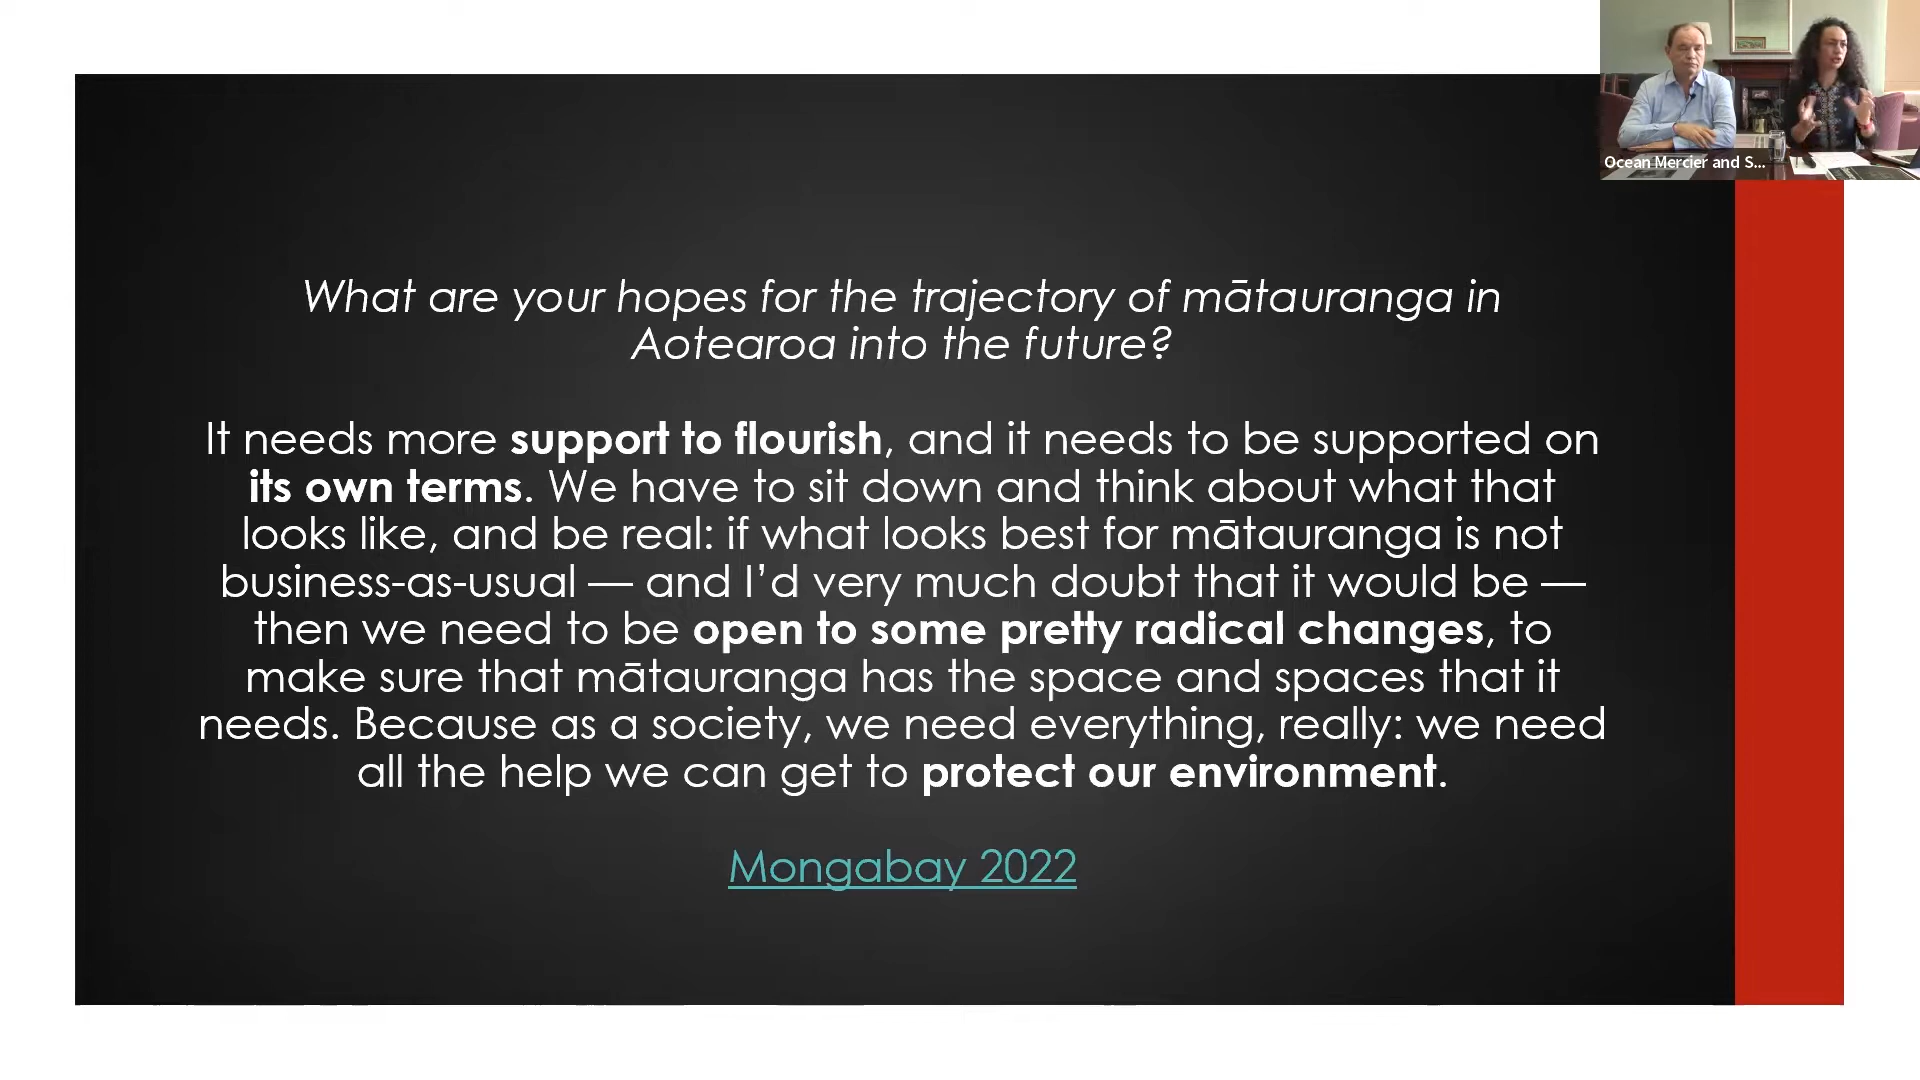 Ocean Mercier and S...
What are your hopes for the trajectory of mātauranga in
Aotearoa into the future?
It needs more support to flourish, and it needs to be supported on
its own terms. We have to sit down and think about what that
looks like, and be real: if what looks best for mātauranga is not
business-as-usual — and I’d very much doubt that it would be —
then we need to be open to some pretty radical changes, to
make sure that mātauranga has the space and spaces that it
needs. Because as a society, we need everything, really: we need
all the help we can get to protect our environment.
Mongabay 2022